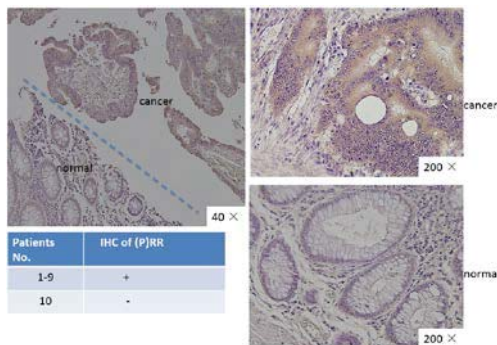 cancer
normal
40 ×
cancer
200 ×
normal
200 ×
Patients No. IHC of (P)RR
1-9 +
10 -